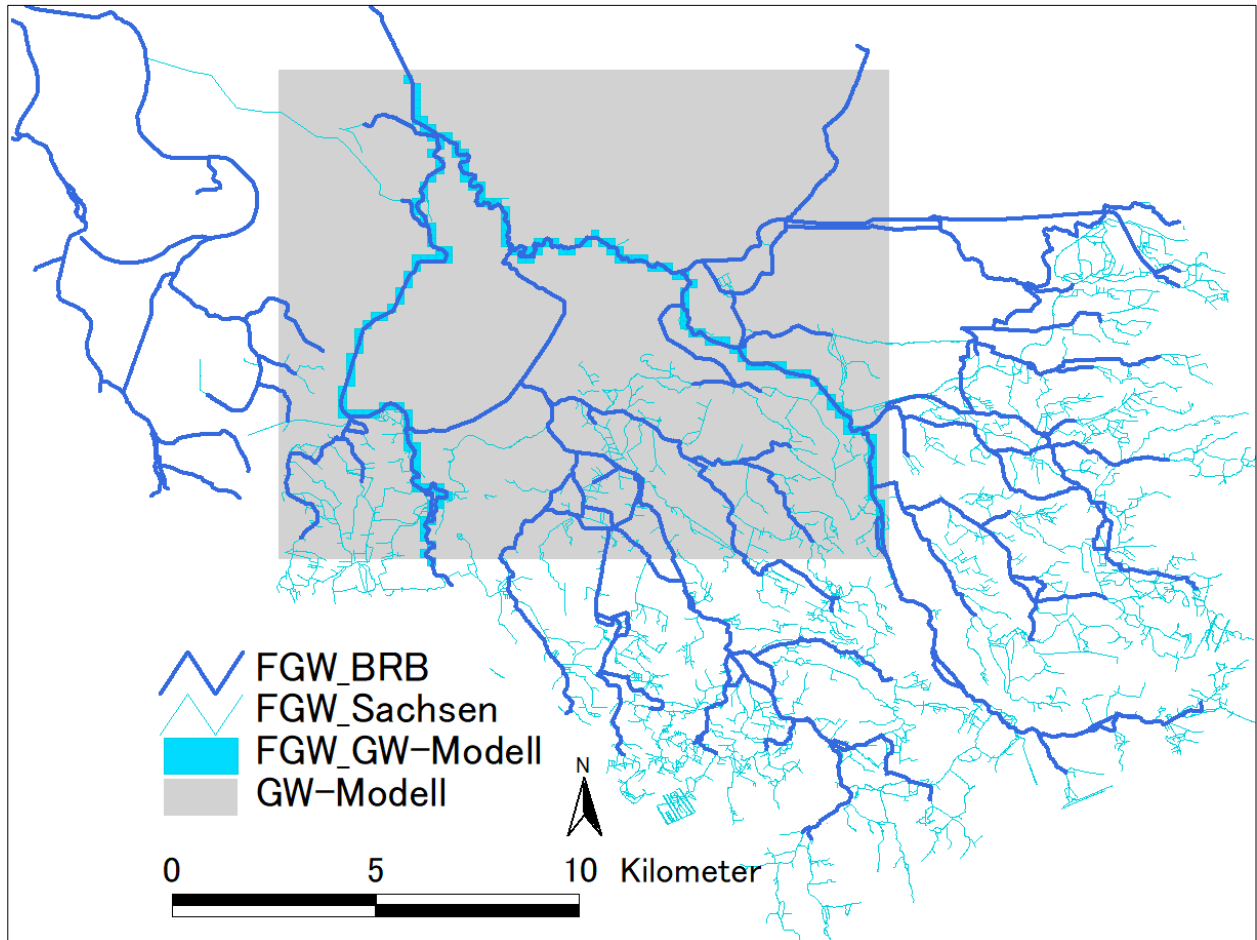 FGW_BRB
FGW_Sachsen
FGW_GW-Modell
GW-Modell
N
0 5 10 Kilometer